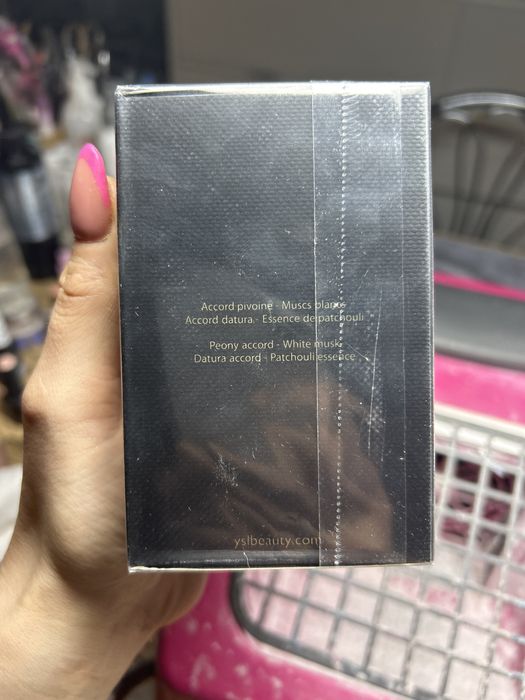 Accord pivoine - Muscs blancs
Accord datura - Essence de patchouli
Peony accord - White musk
Datura accord - Patchouli essence
yslbeauty.com